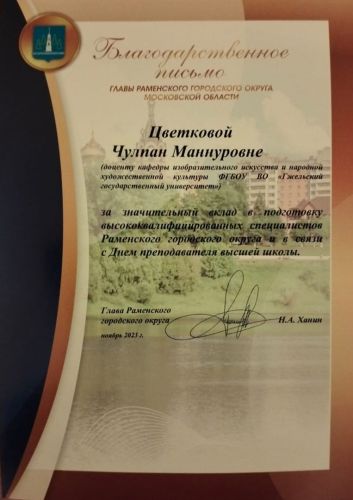 Благодарственное
письмо
ГЛАВЫ РАМЕНСКОГО ГОРОДСКОГО ОКРУГА
МОСКОВСКОЙ ОБЛАСТИ
Цветковой
Чулпан Маннуровне
(доценту кафедры изобразительного искусства и народной
художественной культуры ФГБОУ ВО «Гжельский
государственный университет»)
за значительный вклад в подготовку
высококвалифицированных специалистов
Раменского городского округа и в связи
с Днем преподавателя высшей школы.
Глава Раменского
городского округа
Н.А. Ханин
ноябрь 2023 г.